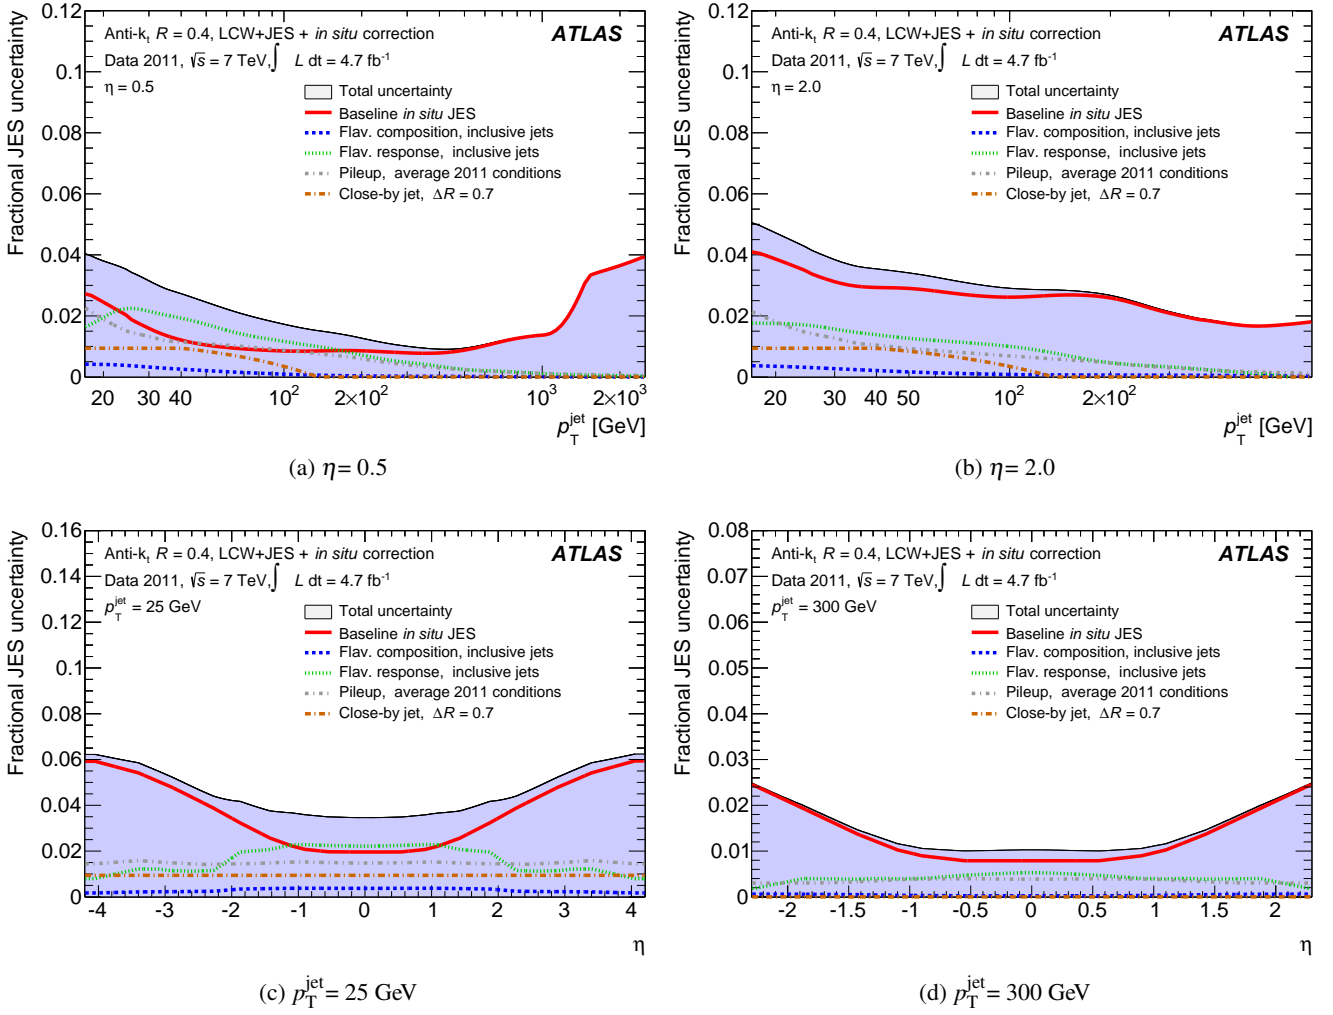 Fractional JES uncertainty
0.12
0.1
0.08
0.06
0.04
0.02
0
Anti-kt R = 0.4, LCW+JES + in situ correction
ATLAS
Data 2011, √s = 7 TeV, ∫ L dt = 4.7 fb⁻¹
η = 0.5
Total uncertainty
Baseline in situ JES
Flav. composition, inclusive jets
Flav. response, inclusive jets
Pileup, average 2011 conditions
Close-by jet, ΔR = 0.7
20 30 40 10² 2×10² 10³ 2×10³
p_T^jet [GeV]
(a) η = 0.5
Fractional JES uncertainty
0.12
0.1
0.08
0.06
0.04
0.02
0
Anti-kt R = 0.4, LCW+JES + in situ correction
ATLAS
Data 2011, √s = 7 TeV, ∫ L dt = 4.7 fb⁻¹
η = 2.0
Total uncertainty
Baseline in situ JES
Flav. composition, inclusive jets
Flav. response, inclusive jets
Pileup, average 2011 conditions
Close-by jet, ΔR = 0.7
20 30 40 50 10² 2×10²
p_T^jet [GeV]
(b) η = 2.0
Fractional JES uncertainty
0.16
0.14
0.12
0.1
0.08
0.06
0.04
0.02
0
Anti-kt R = 0.4, LCW+JES + in situ correction
ATLAS
Data 2011, √s = 7 TeV, ∫ L dt = 4.7 fb⁻¹
p_T^jet = 25 GeV
Total uncertainty
Baseline in situ JES
Flav. composition, inclusive jets
Flav. response, inclusive jets
Pileup, average 2011 conditions
Close-by jet, ΔR = 0.7
-4 -3 -2 -1 0 1 2 3 4
η
(c) p_T^jet = 25 GeV
Fractional JES uncertainty
0.08
0.07
0.06
0.05
0.04
0.03
0.02
0.01
0
Anti-kt R = 0.4, LCW+JES + in situ correction
ATLAS
Data 2011, √s = 7 TeV, ∫ L dt = 4.7 fb⁻¹
p_T^jet = 300 GeV
Total uncertainty
Baseline in situ JES
Flav. composition, inclusive jets
Flav. response, inclusive jets
Pileup, average 2011 conditions
Close-by jet, ΔR = 0.7
-2 -1.5 -1 -0.5 0 0.5 1 1.5 2
η
(d) p_T^jet = 300 GeV